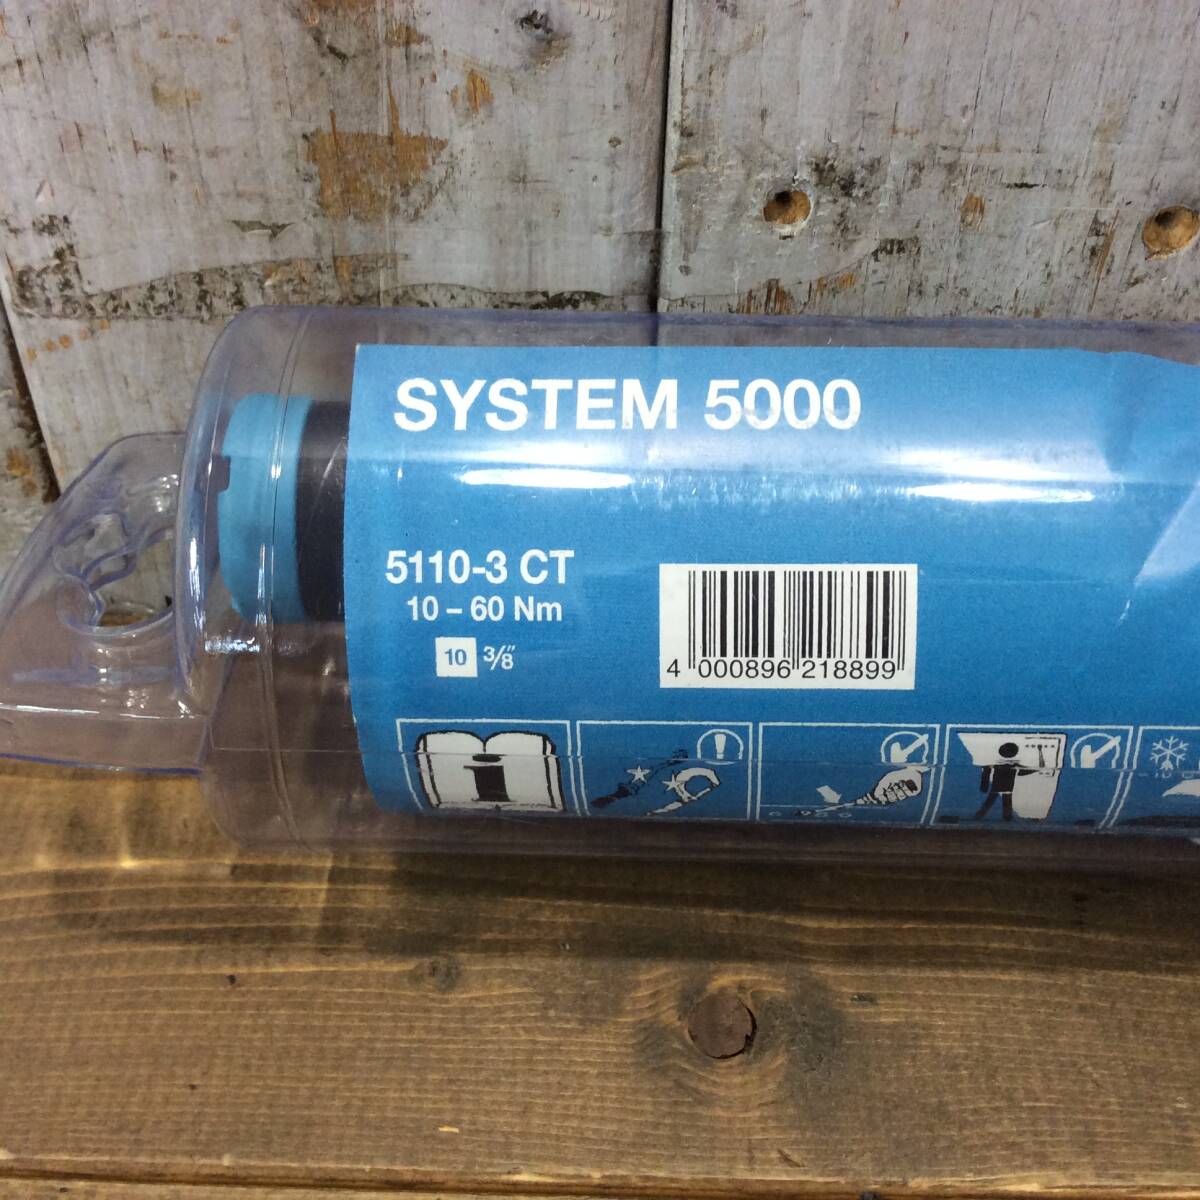 SYSTEM 5000
5110-3 CT
10 – 60 Nm
10 3/8"
4 000896 218899